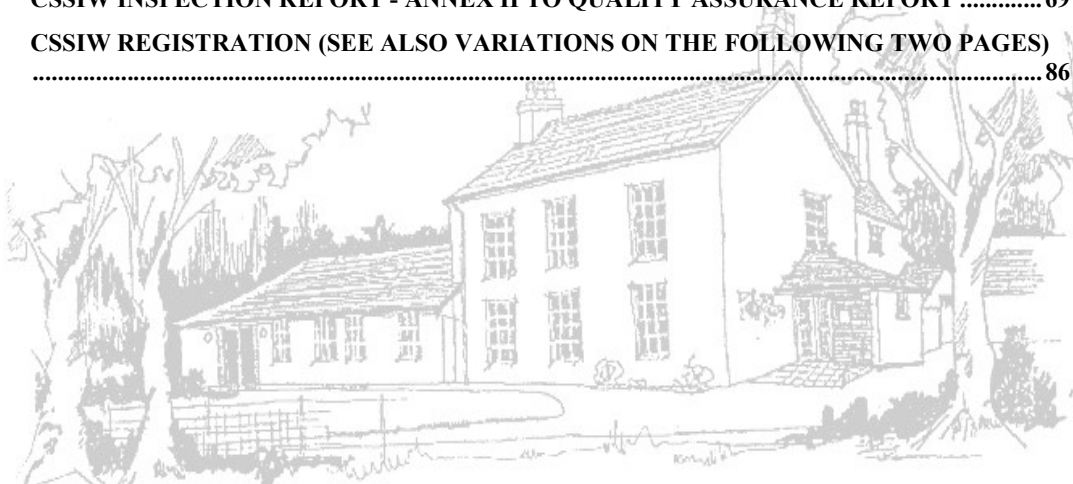 CSSIW INSPECTION REPORT - ANNEX II TO QUALITY ASSURANCE REPORT ............. 69
CSSIW REGISTRATION (SEE ALSO VARIATIONS ON THE FOLLOWING TWO PAGES)
........................................................................................................................................................ 86